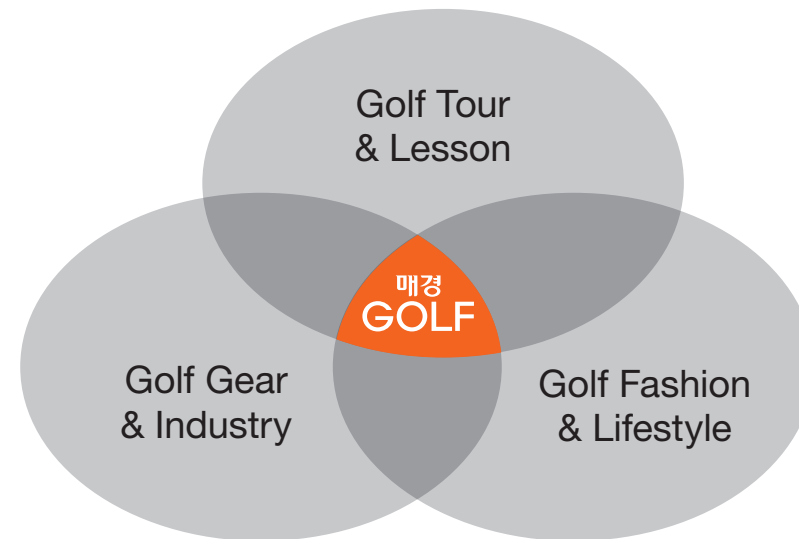 Golf Tour
& Lesson
매경
GOLF
Golf Gear
& Industry
Golf Fashion
& Lifestyle